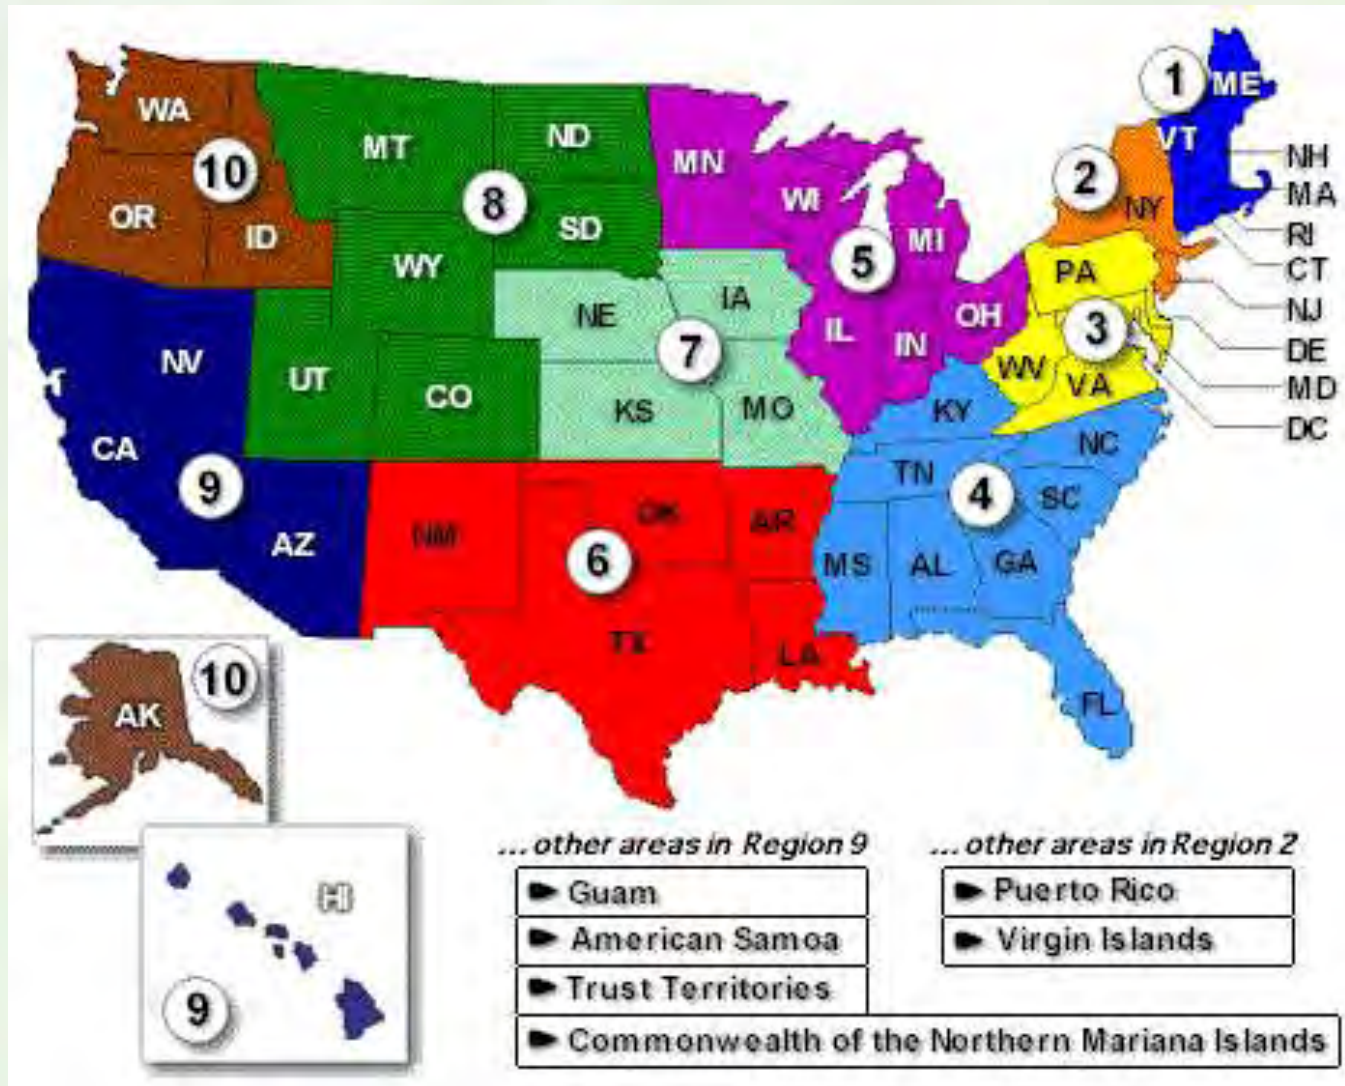 1
ME
WA
ND
VT
MT
MN
NH
10
2
MA
8
WI
NY
OR
SD
MI
RI
ID
5
WY
PA
CT
IA
NE
NJ
OH
3
IL
7
IN
DE
NV
WV
UT
VA
MD
CO
KS
MO
KY
DC
CA
NC
TN
9
4
SC
OK
AR
NM
AZ
6
MS
AL
GA
TX
LA
10
FL
AK
... other areas in Region 9
... other areas in Region 2
Guam
Puerto Rico
HI
American Samoa
Virgin Islands
Trust Territories
9
Commonwealth of the Northern Mariana Islands